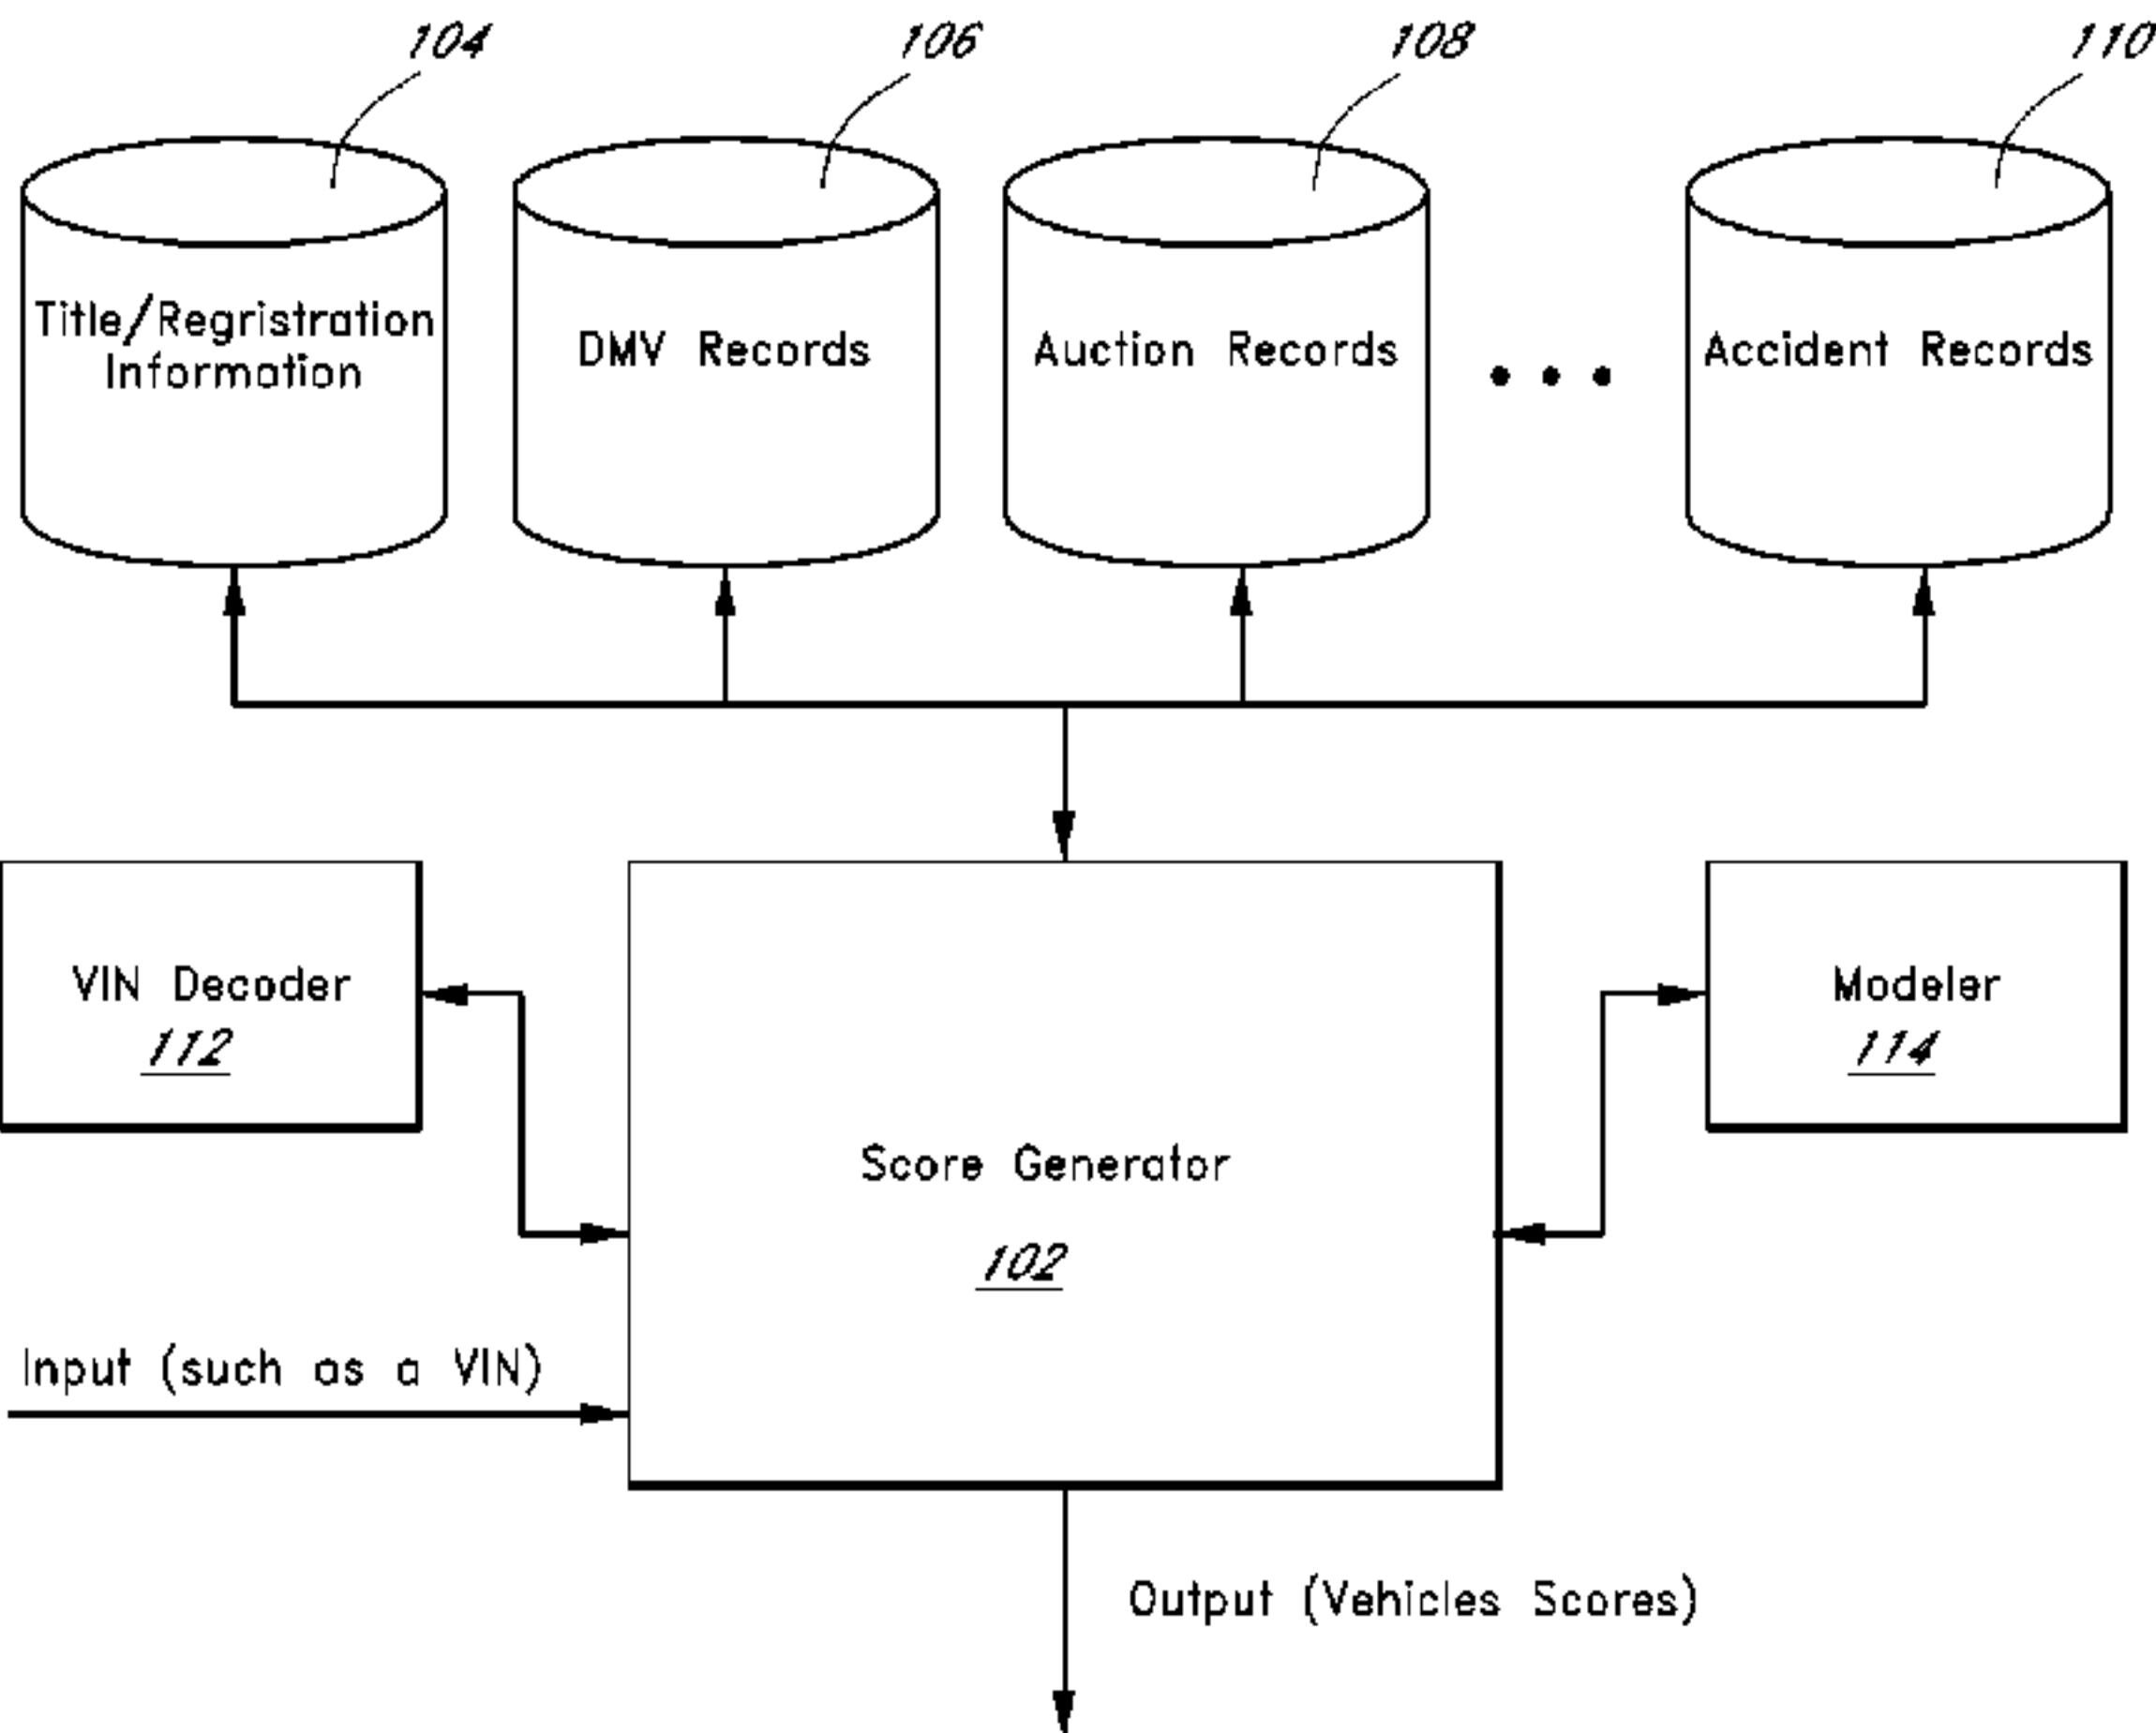 104
106
108
110
Title/Regristration
Information
DMV Records
Auction Records
Accident Records
VIN Decoder
112
Modeler
114
Score Generator
102
Input (such as a VIN)
Output (Vehicles Scores)